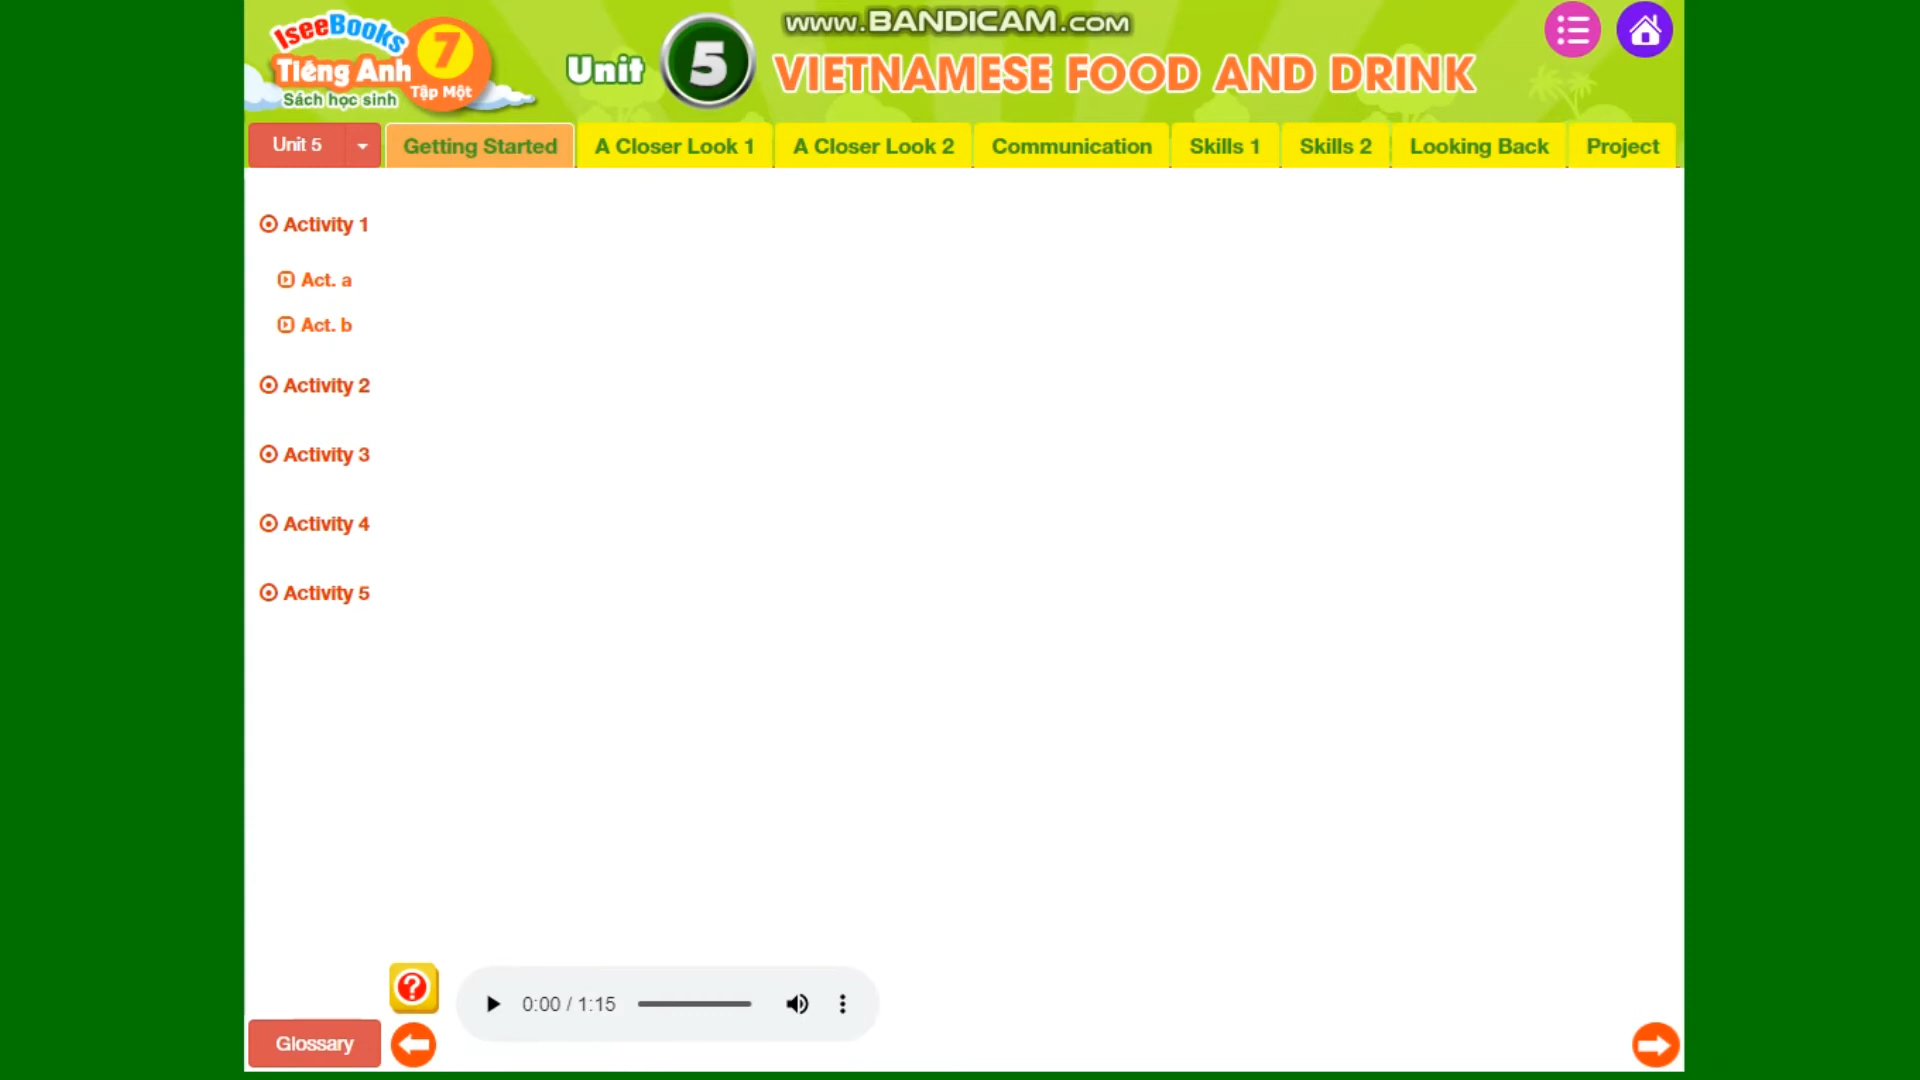 www.BANDICAM.com
IseeBooks
7
Tiếng Anh
Tập Một
Sách học sinh
Unit 5 VIETNAMESE FOOD AND DRINK
Unit 5 Getting Started A Closer Look 1 A Closer Look 2 Communication Skills 1 Skills 2 Looking Back Project
Activity 1
Act. a
Act. b
Activity 2
Activity 3
Activity 4
Activity 5
?
0:00 / 1:15
Glossary